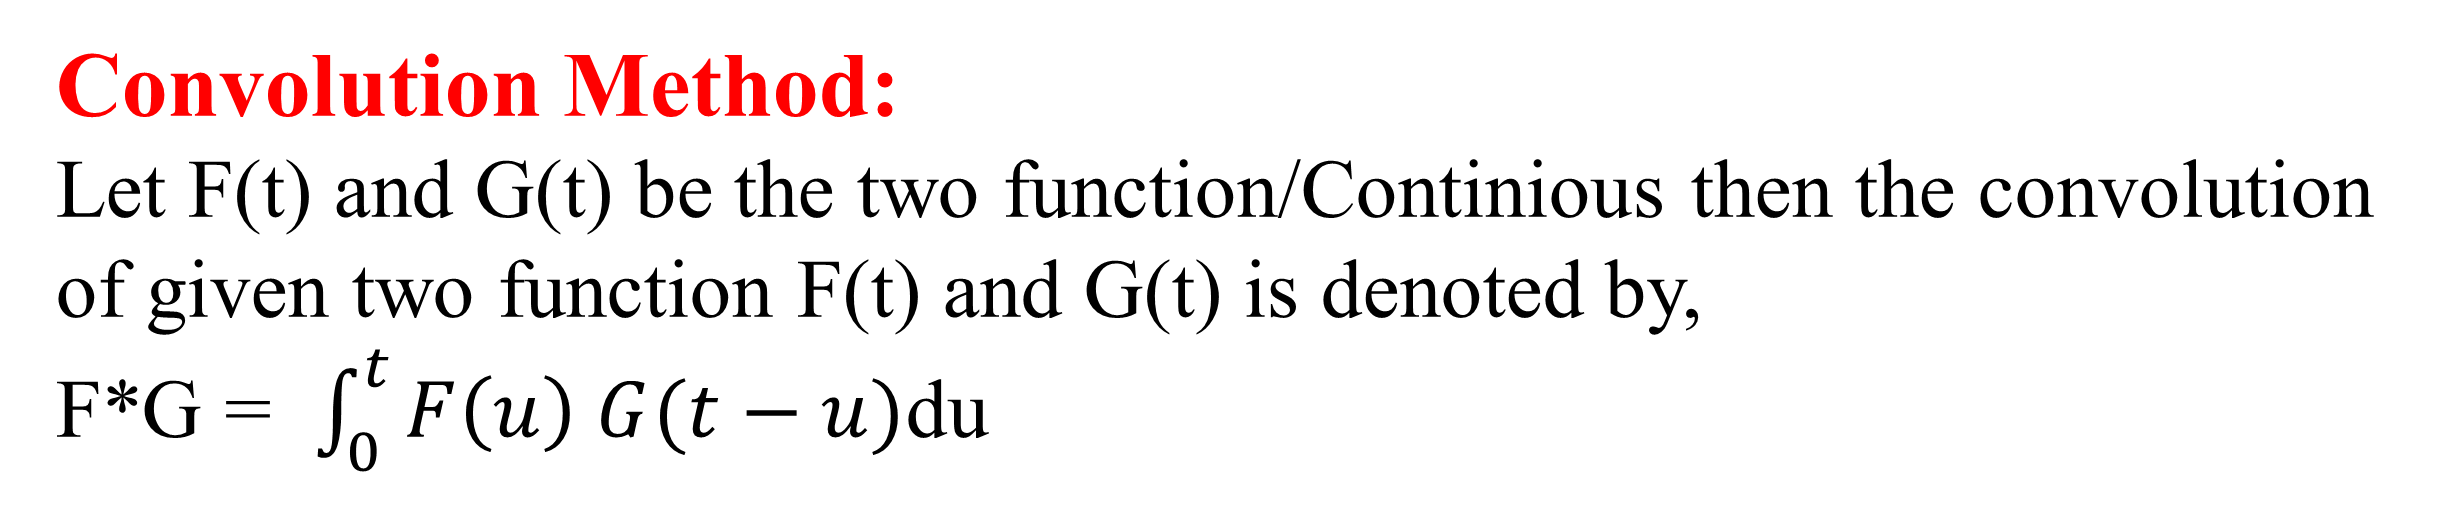 Convolution Method:
Let F(t) and G(t) be the two function/Continious then the convolution
of given two function F(t) and G(t) is denoted by,
F*G = ∫₀ᵗ F(u) G(t − u)du